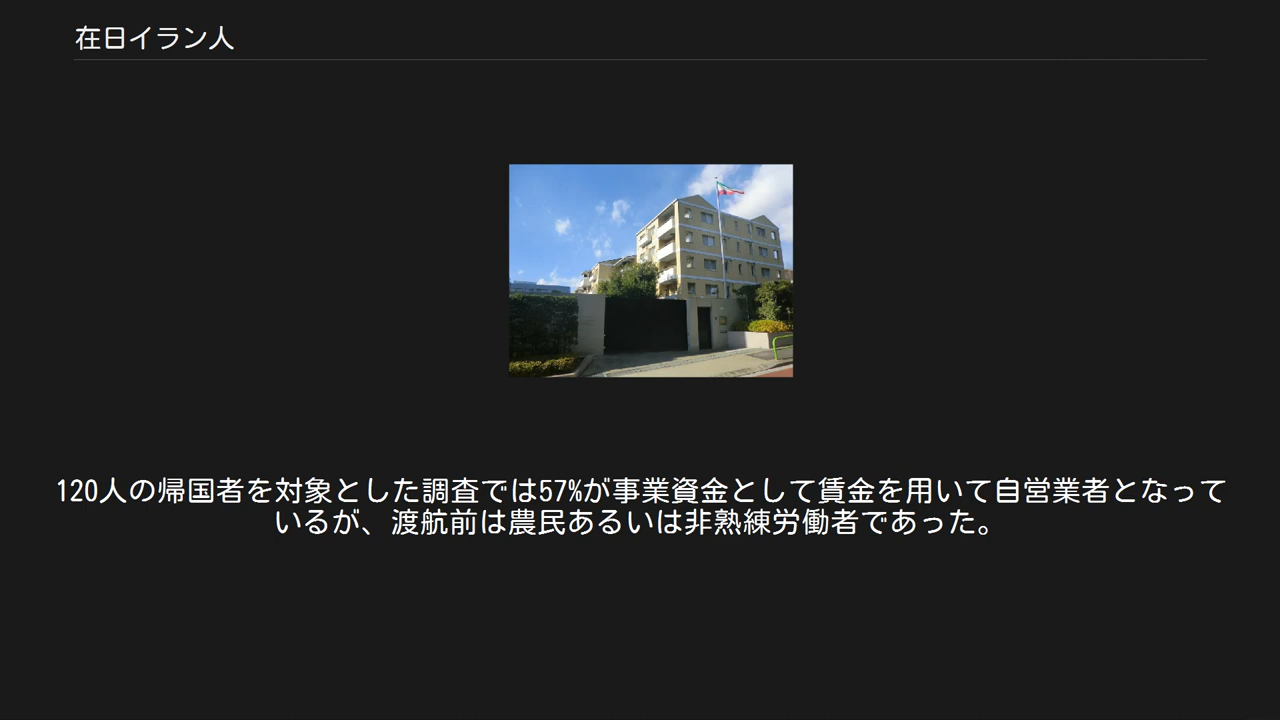 在日イラン人
120人の帰国者を対象とした調査では57%が事業資金として賃金を用いて自営業者となって
いるが、渡航前は農民あるいは非熟練労働者であった。